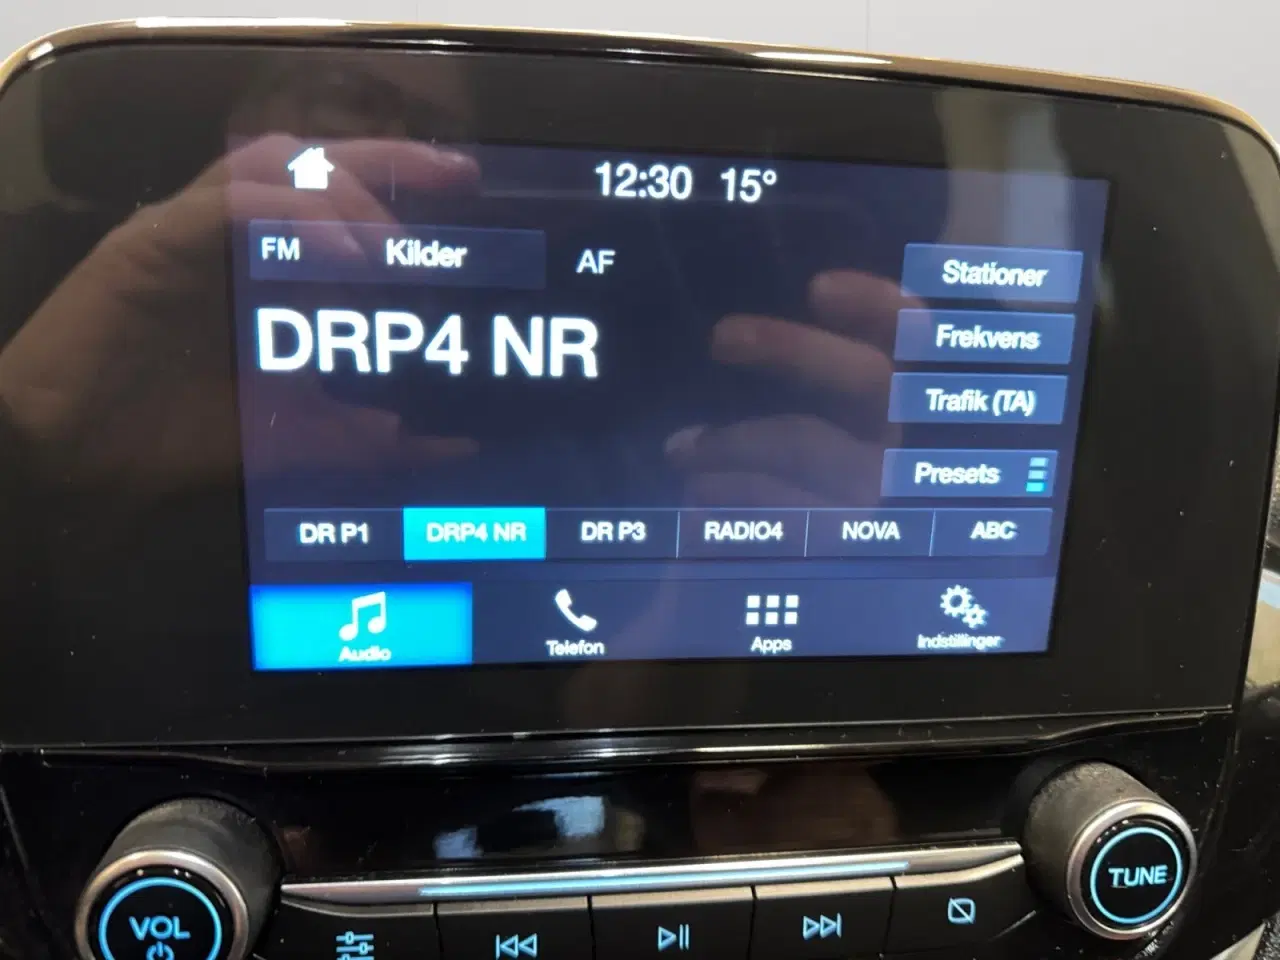 12:30 15°
FM Kilder AF
Stationer
DRP4 NR
Frekvens
Trafik (TA)
Presets
DR P1 DRP4 NR DR P3 RADIO4 NOVA ABC
Audio Telefon Apps Indstillinger
VOL
TUNE